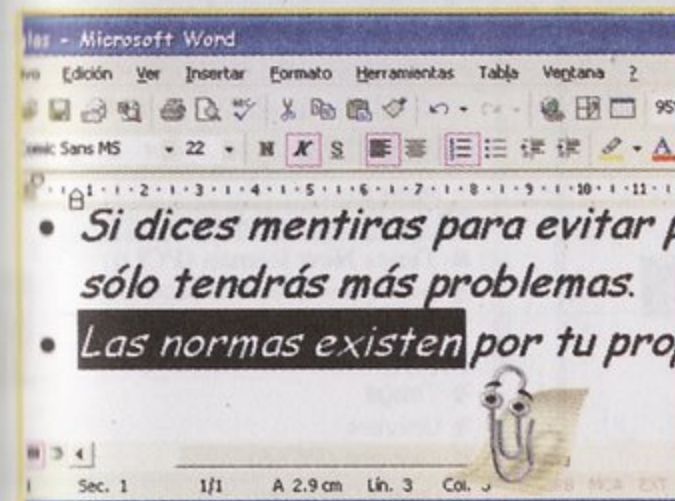 - Microsoft Word
Edición Ver Insertar Formato Herramientas Tabla Ventana ?
Sans MS 22 N K S A
1 2 3 4 5 6 7 8 9 10 11
• Si dices mentiras para evitar
sólo tendrás más problemas.
• Las normas existen por tu
Sec. 1 1/1 A 2.9 cm Lín. 3 Col. MCA EXT